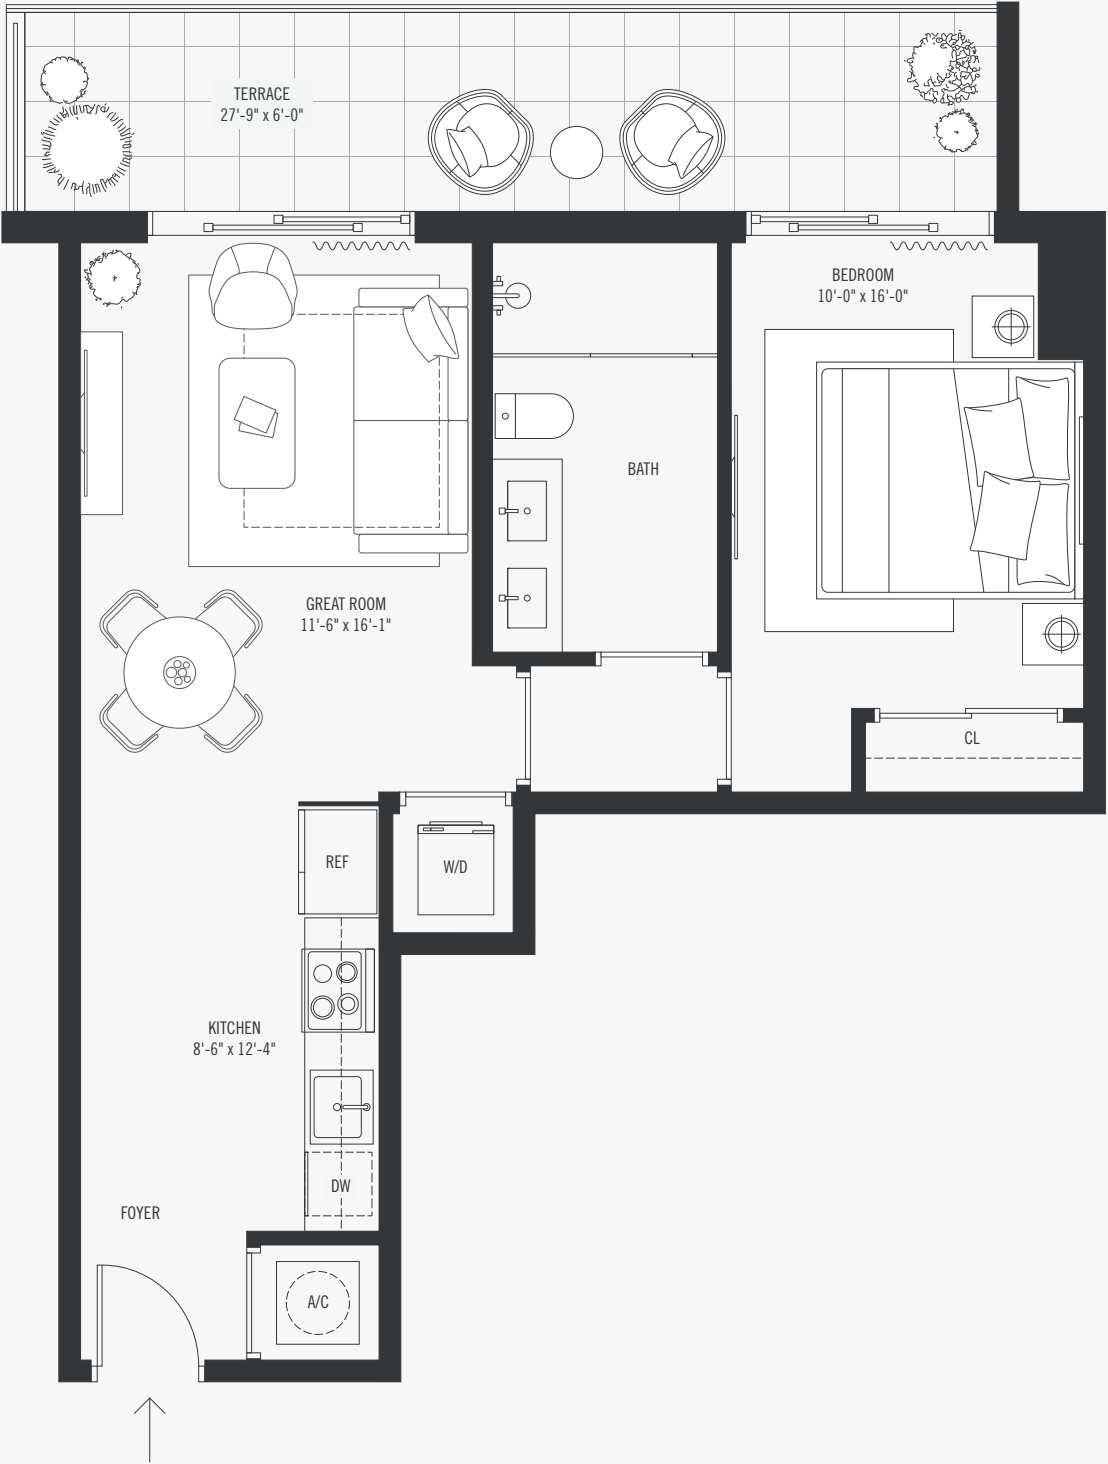 TERRACE
27'-9" x 6'-0"
BEDROOM
10'-0" x 16'-0"
BATH
GREAT ROOM
11'-6" x 16'-1"
CL
REF
W/D
KITCHEN
8'-6" x 12'-4"
DW
FOYER
A/C